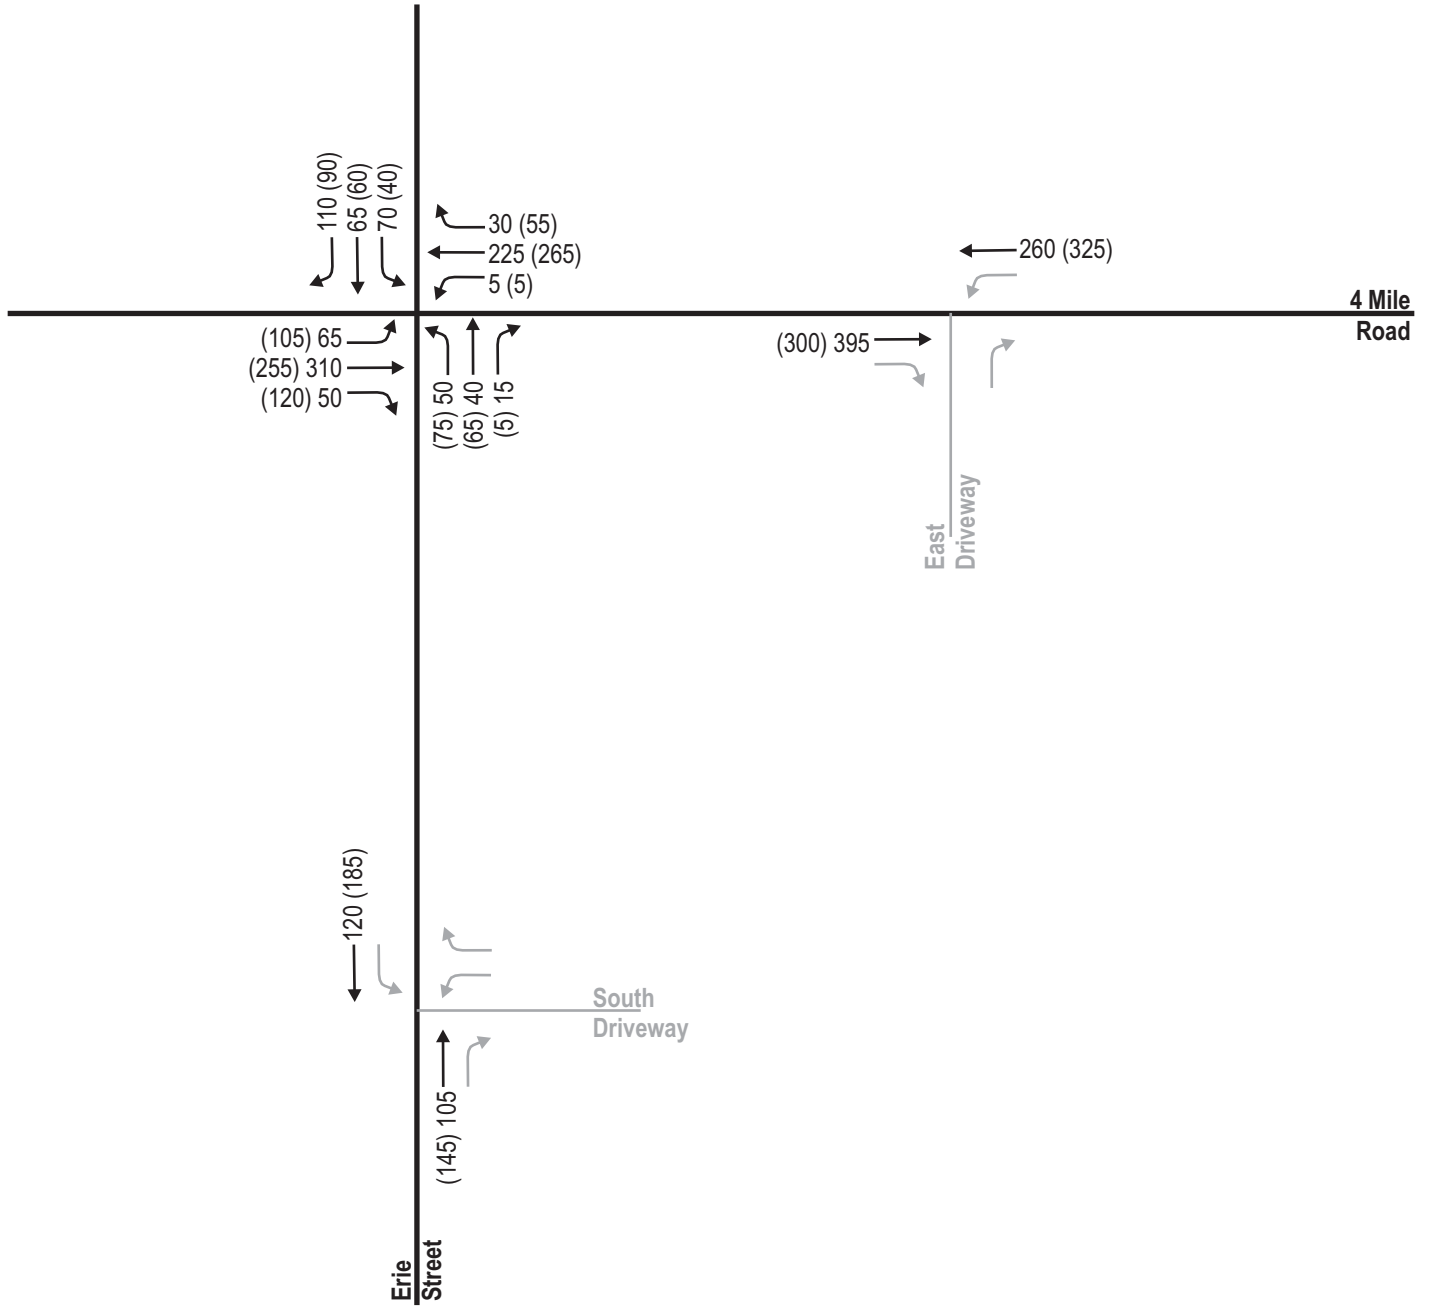 110 (90)
65 (60)
70 (40)
30 (55)
225 (265)
5 (5)
260 (325)
4 Mile
Road
(105) 65
(255) 310
(120) 50
(75) 50
(65) 40
(5) 15
(300) 395
East
Driveway
120 (185)
South
Driveway
(145) 105
Erie
Street